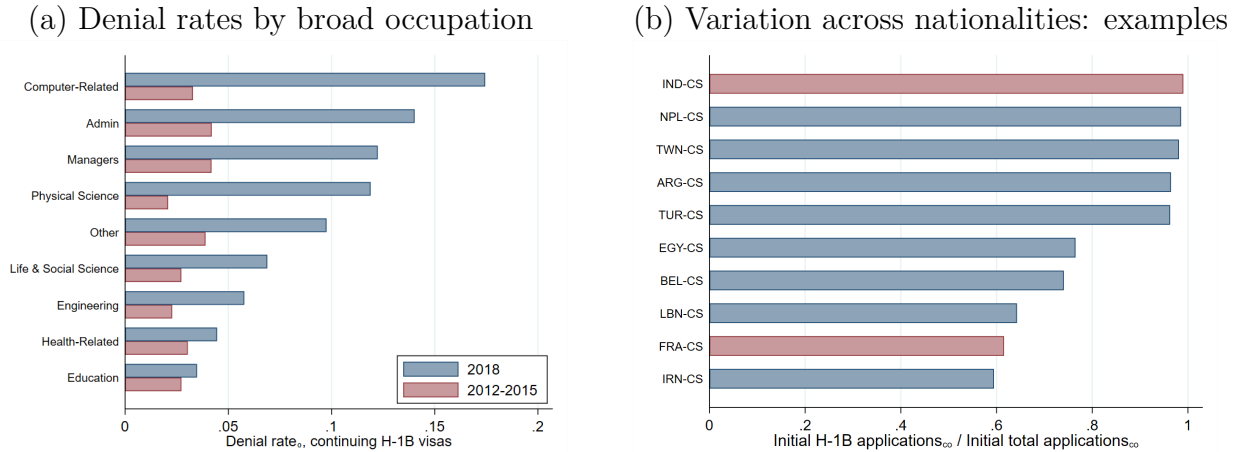 (a) Denial rates by broad occupation
Computer-Related
Admin
Managers
Physical Science
Other
Life & Social Science
Engineering
Health-Related
Education
2018
2012-2015
0 .05 .1 .15 .2
Denial rateₒ, continuing H-1B visas
(b) Variation across nationalities: examples
IND-CS
NPL-CS
TWN-CS
ARG-CS
TUR-CS
EGY-CS
BEL-CS
LBN-CS
FRA-CS
IRN-CS
0 .2 .4 .6 .8 1
Initial H-1B applications_co / Initial total applications_co